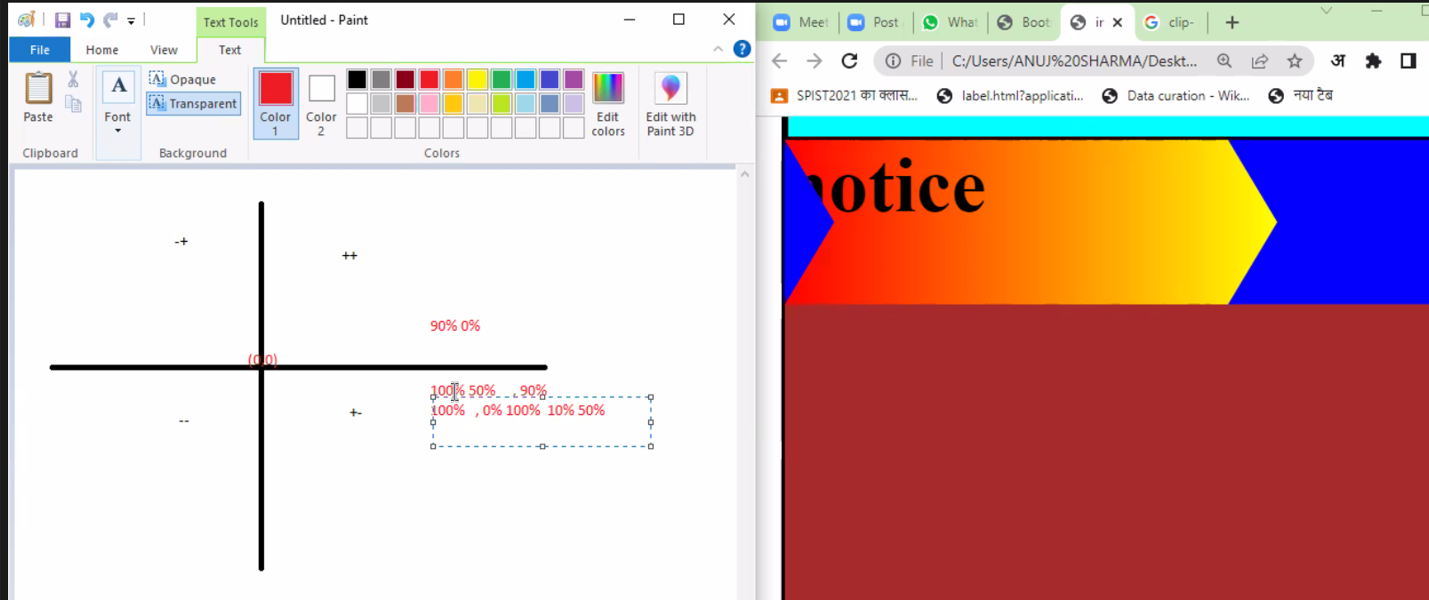 Text Tools
Untitled - Paint
File
Home
View
Text
Paste
Clipboard
A
Font
Opaque
Transparent
Background
Color
1
Color
2
Edit
colors
Edit with
Paint 3D
Colors
-+
++
90% 0%
(0,0)
100% 50% , 90%
100% , 0% 100% 10% 50%
--
+-
Meet
Post
What
Boot
ir
clip-
File
C:/Users/ANUJ%20SHARMA/Deskt...
अ
SPIST2021 का क्लास...
label.html?applicati...
Data curation - Wik...
नया टैब
notice